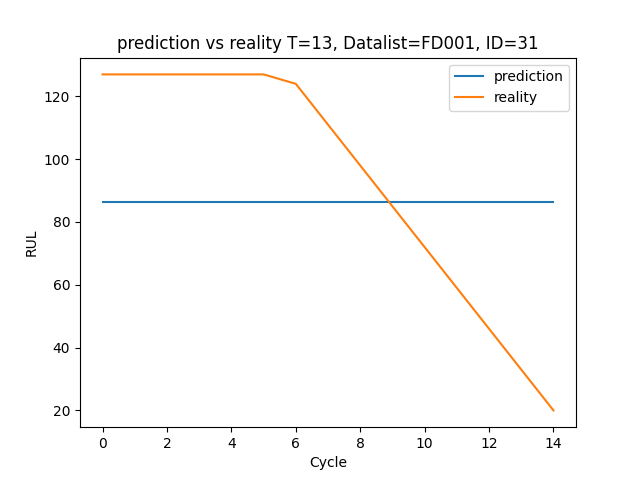 prediction vs reality T=13, Datalist=FD001, ID=31
prediction
reality
RUL
120
100
80
60
40
20
0 2 4 6 8 10 12 14
Cycle